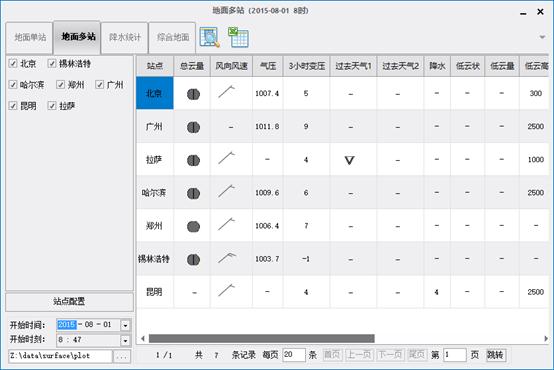 地面多站 (2015-08-01 8时)
地面单站 地面多站 降水统计 综合地面
北京 锡林浩特
哈尔滨 郑州 广州
昆明 拉萨
站点 总云量 风向风速 气压 3小时变压 过去天气1 过去天气2 降水 低云状 低云量 低云高
北京 1007.4 5 - - - - - 300
广州 - 1011.8 9 - - - - - 2500
拉萨 - 4 - - - - 1000
哈尔滨 1009.6 6 - - - - - 2500
郑州 1006.4 7 - - - - -
锡林浩特 1003.7 -1 - - - - -
昆明 - - 4 - - 4 - - 2500
站点配置
开始时间: 2015-08-01
开始时刻: 8 : 47
Z:\data\surface\plot ...
1 /1 共 7 条记录 每页 20 条 首页 上一页 下一页 尾页 第 1 页 跳转